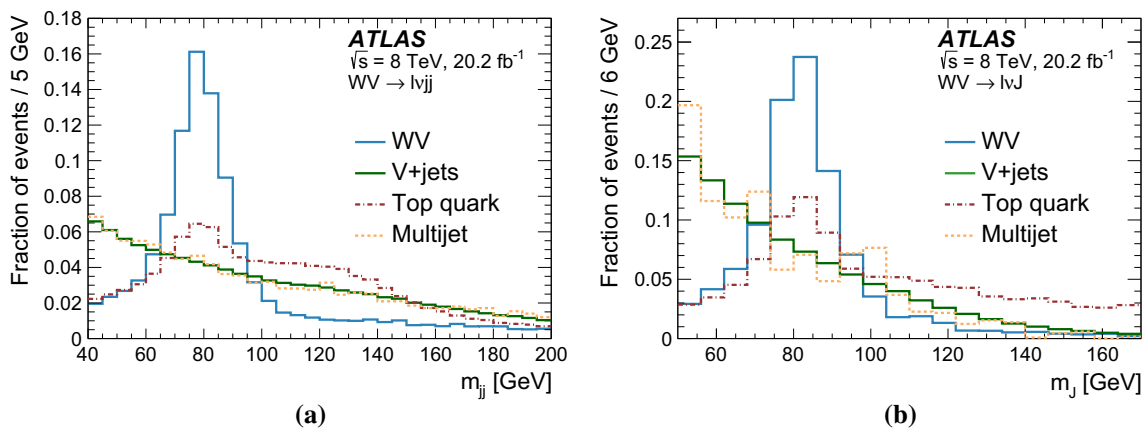 Fraction of events / 5 GeV
0.18
0.16
0.14
0.12
0.1
0.08
0.06
0.04
0.02
0
ATLAS
√s = 8 TeV, 20.2 fb⁻¹
WV → lνjj
WV
V+jets
Top quark
Multijet
40 60 80 100 120 140 160 180 200
m_jj [GeV]
(a)
Fraction of events / 6 GeV
0.25
0.2
0.15
0.1
0.05
0
ATLAS
√s = 8 TeV, 20.2 fb⁻¹
WV → lνJ
WV
V+jets
Top quark
Multijet
60 80 100 120 140 160
m_J [GeV]
(b)